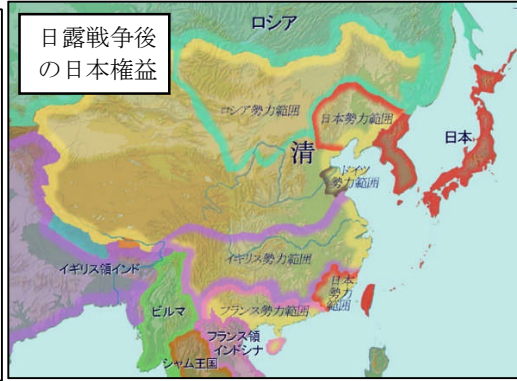 日露戦争後
の日本権益
ロシア
ロシア勢力範囲
日本勢力範囲
日本
清
ドイツ
勢力範囲
イギリス勢力範囲
イギリス領インド
日本
勢力
範囲
ビルマ
フランス勢力範囲
フランス領
インドシナ
シャム王国